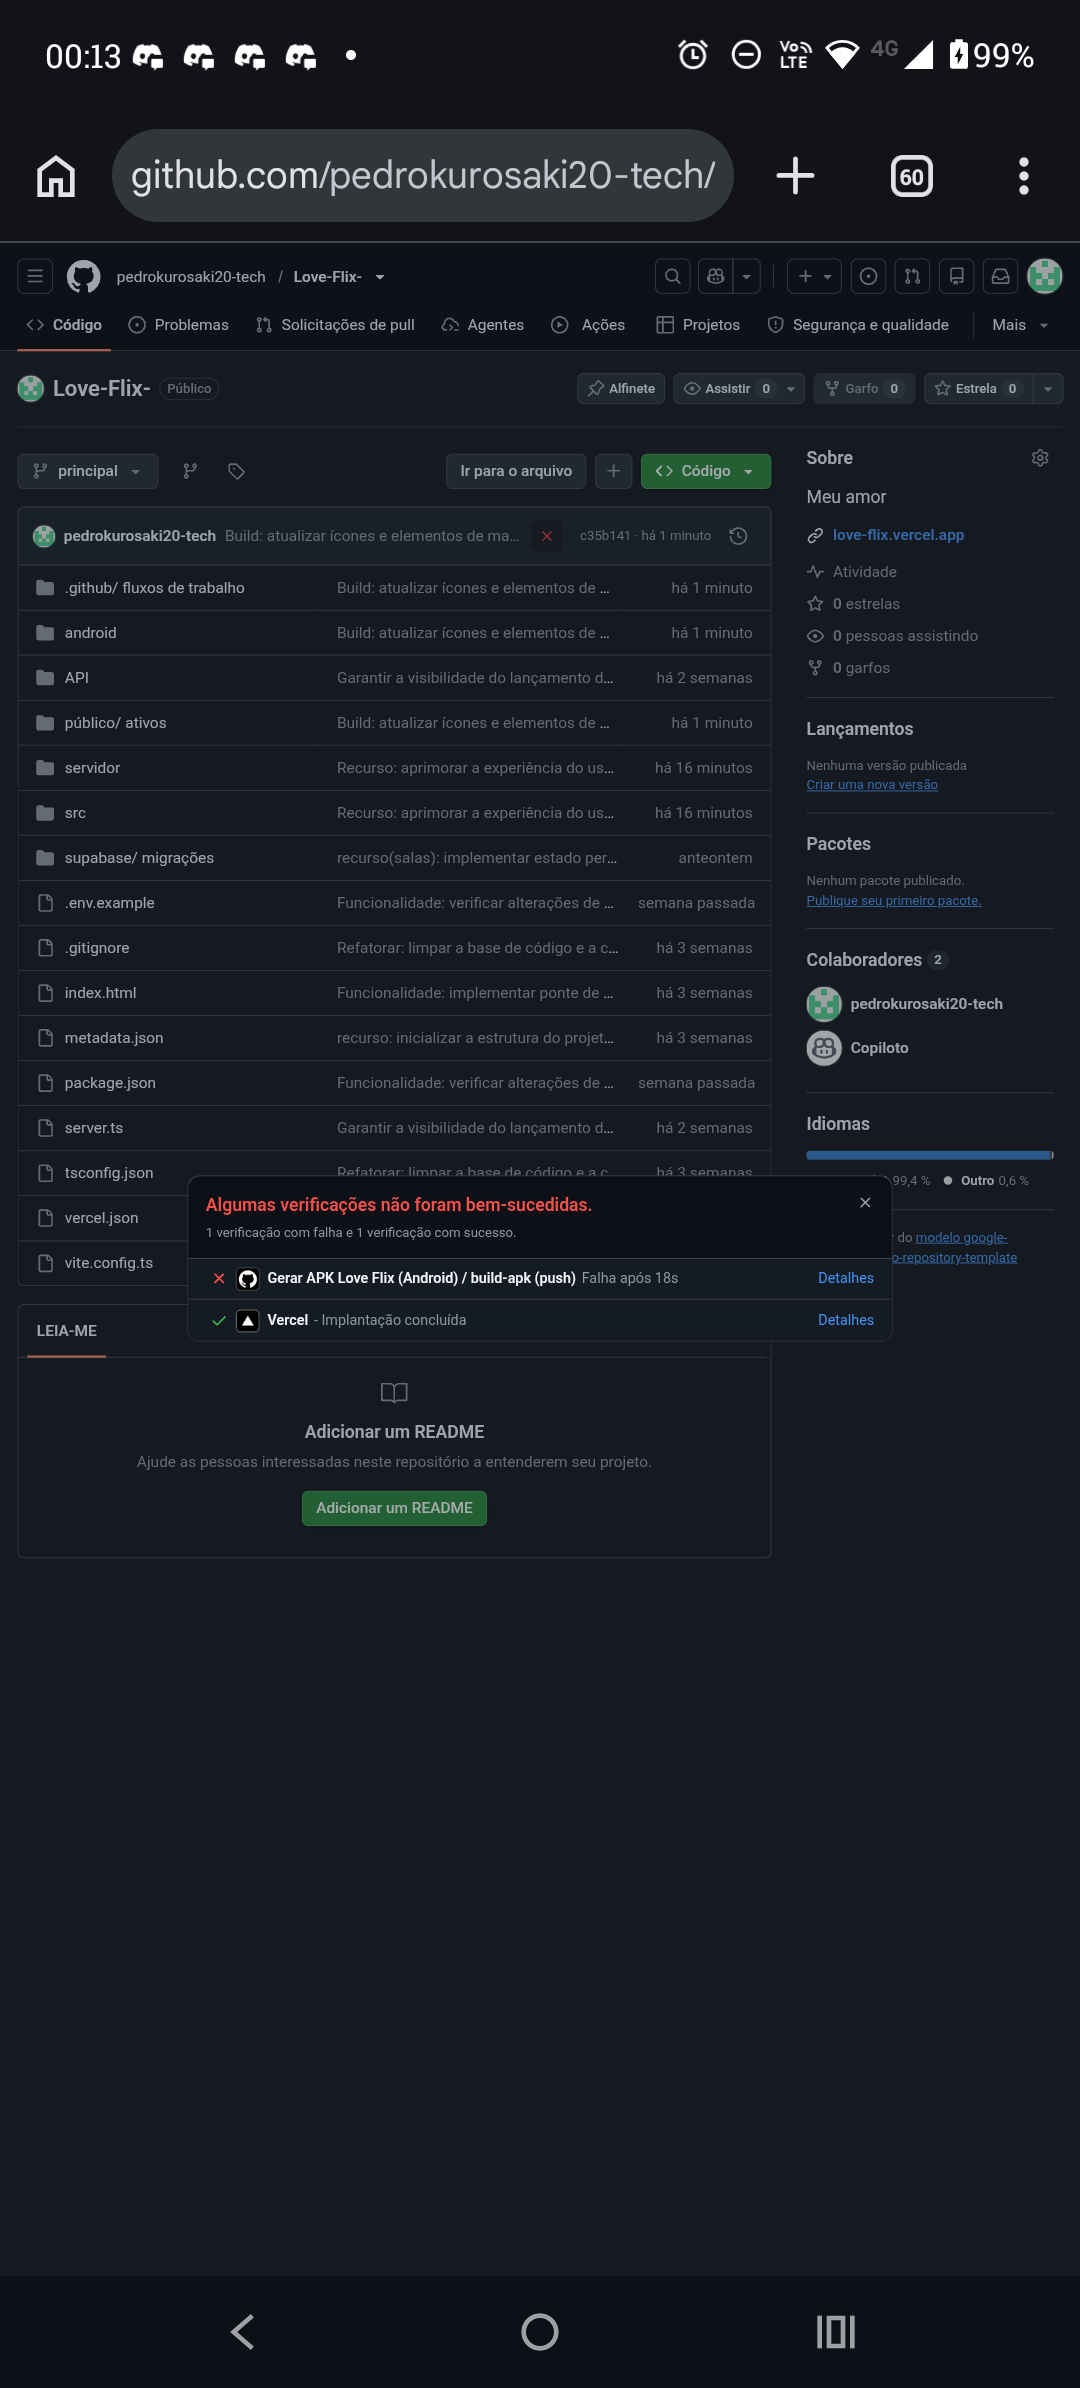 00:13
Vo
LTE
4G
99%
github.com/pedrokurosaki20-tech/
60
pedrokurosaki20-tech / Love-Flix-
Código
Problemas
Solicitações de pull
Agentes
Ações
Projetos
Segurança e qualidade
Mais
Love-Flix-
Público
Alfinete
Assistir 0
Garfo 0
Estrela 0
principal
Ir para o arquivo
Código
pedrokurosaki20-tech Build: atualizar ícones e elementos de ma... c35b141 · há 1 minuto
.github/ fluxos de trabalho Build: atualizar ícones e elementos de ... há 1 minuto
android Build: atualizar ícones e elementos de ... há 1 minuto
API Garantir a visibilidade do lançamento d... há 2 semanas
público/ ativos Build: atualizar ícones e elementos de ... há 1 minuto
servidor Recurso: aprimorar a experiência do us... há 16 minutos
src Recurso: aprimorar a experiência do us... há 16 minutos
supabase/ migrações recurso(salas): implementar estado per... anteontem
.env.example Funcionalidade: verificar alterações de ... semana passada
.gitignore Refatorar: limpar a base de código e a c... há 3 semanas
index.html Funcionalidade: implementar ponte de ... há 3 semanas
metadata.json recurso: inicializar a estrutura do projet... há 3 semanas
package.json Funcionalidade: verificar alterações de ... semana passada
server.ts Garantir a visibilidade do lançamento d... há 2 semanas
tsconfig.json Refatorar: limpar a base de código e a c há 3 semanas
vercel.json
vite.config.ts
Sobre
Meu amor
love-flix.vercel.app
Atividade
0 estrelas
0 pessoas assistindo
0 garfos
Lançamentos
Nenhuma versão publicada
Criar uma nova versão
Pacotes
Nenhum pacote publicado.
Publique seu primeiro pacote.
Colaboradores 2
pedrokurosaki20-tech
Copiloto
Idiomas
99,4 % Outro 0,6 %
do modelo google-
o-repository-template
Algumas verificações não foram bem-sucedidas.
1 verificação com falha e 1 verificação com sucesso.
Gerar APK Love Flix (Android) / build-apk (push) Falha após 18s Detalhes
Vercel - Implantação concluída Detalhes
LEIA-ME
Adicionar um README
Ajude as pessoas interessadas neste repositório a entenderem seu projeto.
Adicionar um README